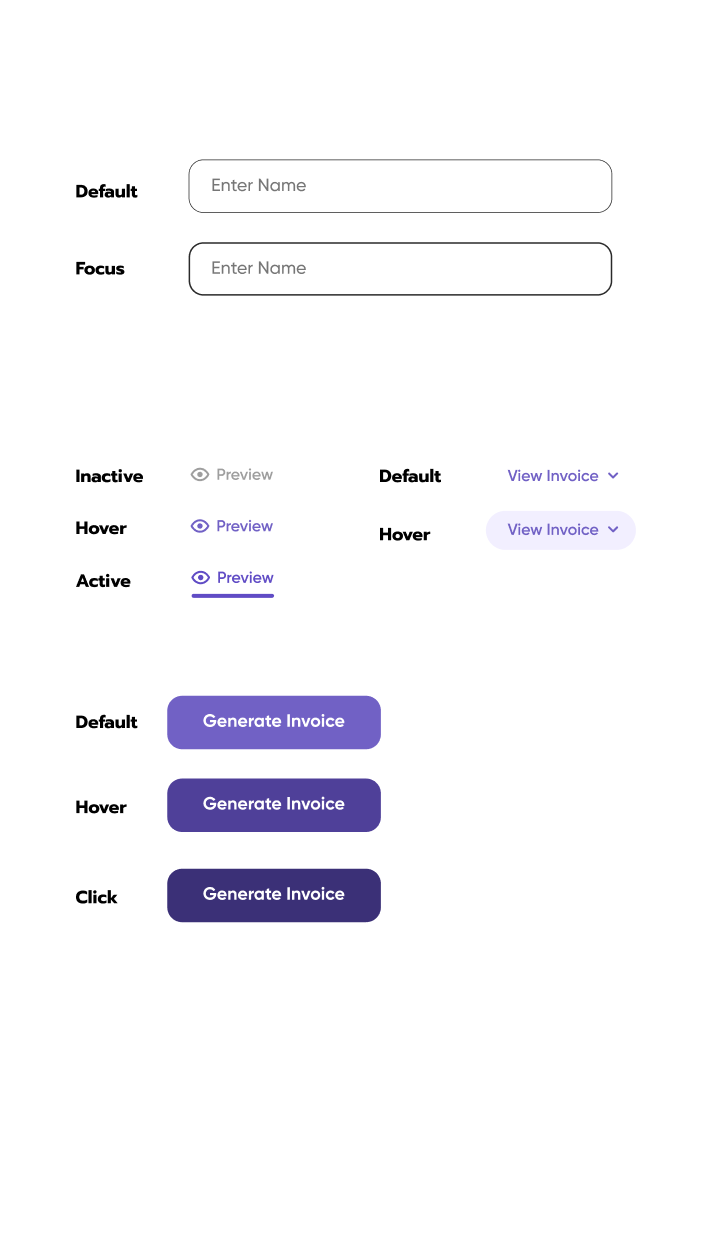 Default
Enter Name
Focus
Enter Name
Inactive
Preview
Default
View Invoice
Hover
Preview
Hover
View Invoice
Active
Preview
Default
Generate Invoice
Hover
Generate Invoice
Click
Generate Invoice